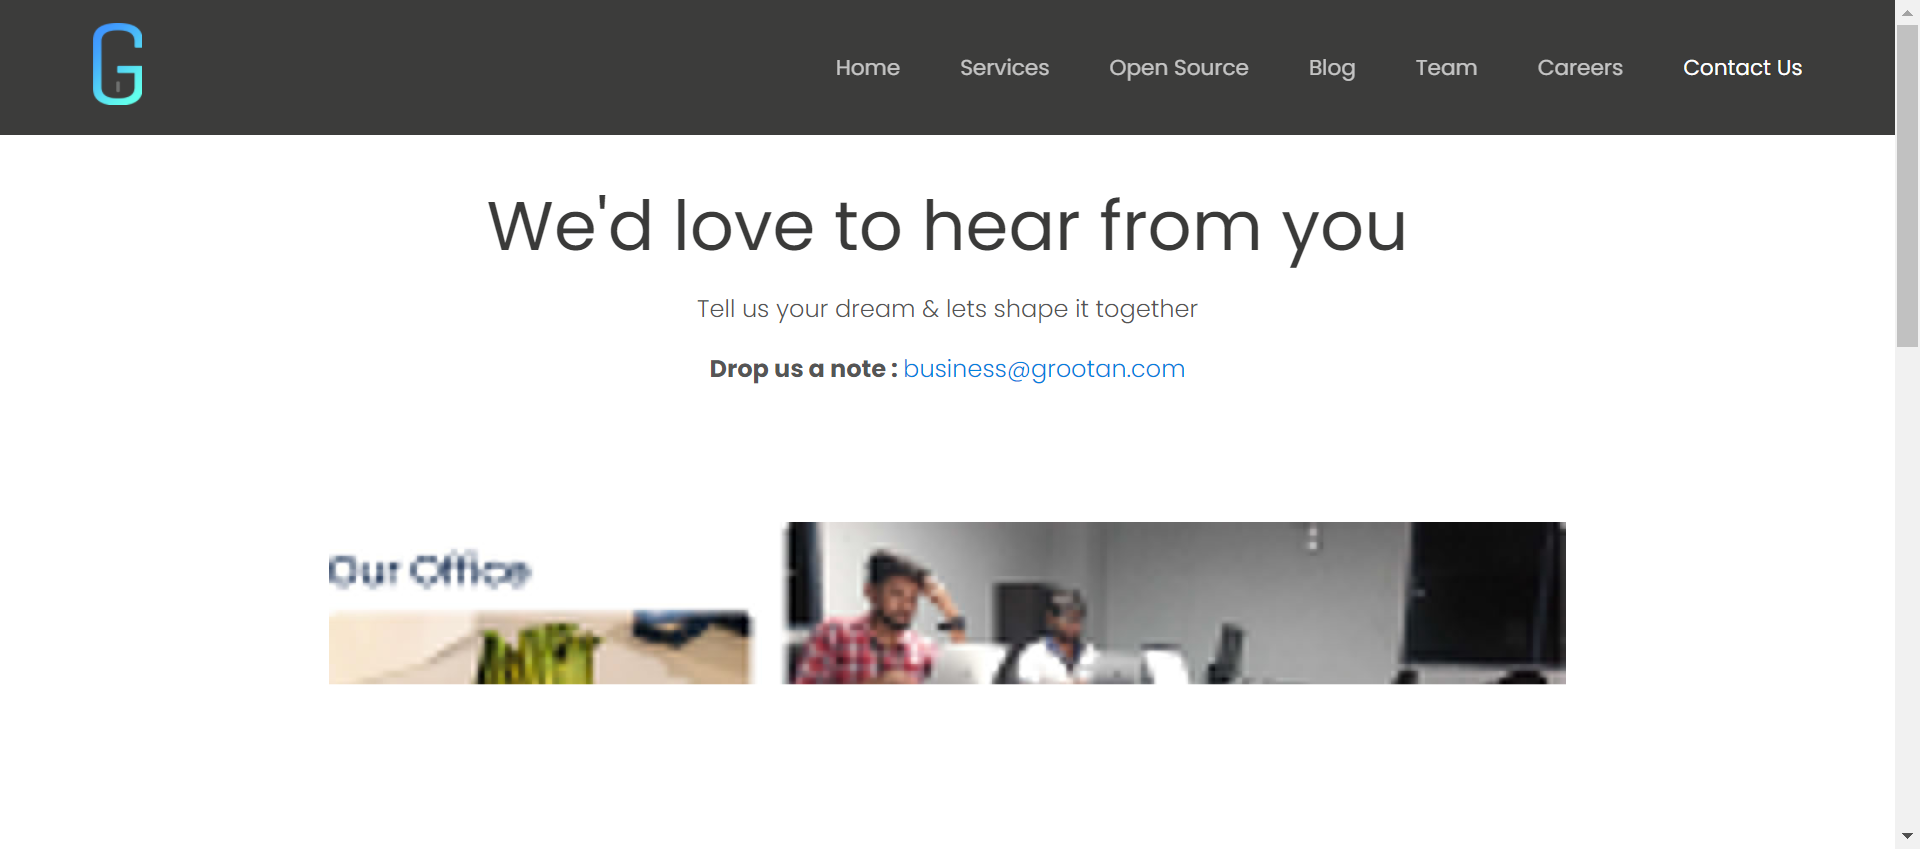 G
Home Services Open Source Blog Team Careers Contact Us
We'd love to hear from you
Tell us your dream & lets shape it together
Drop us a note : business@grootan.com
Our Office